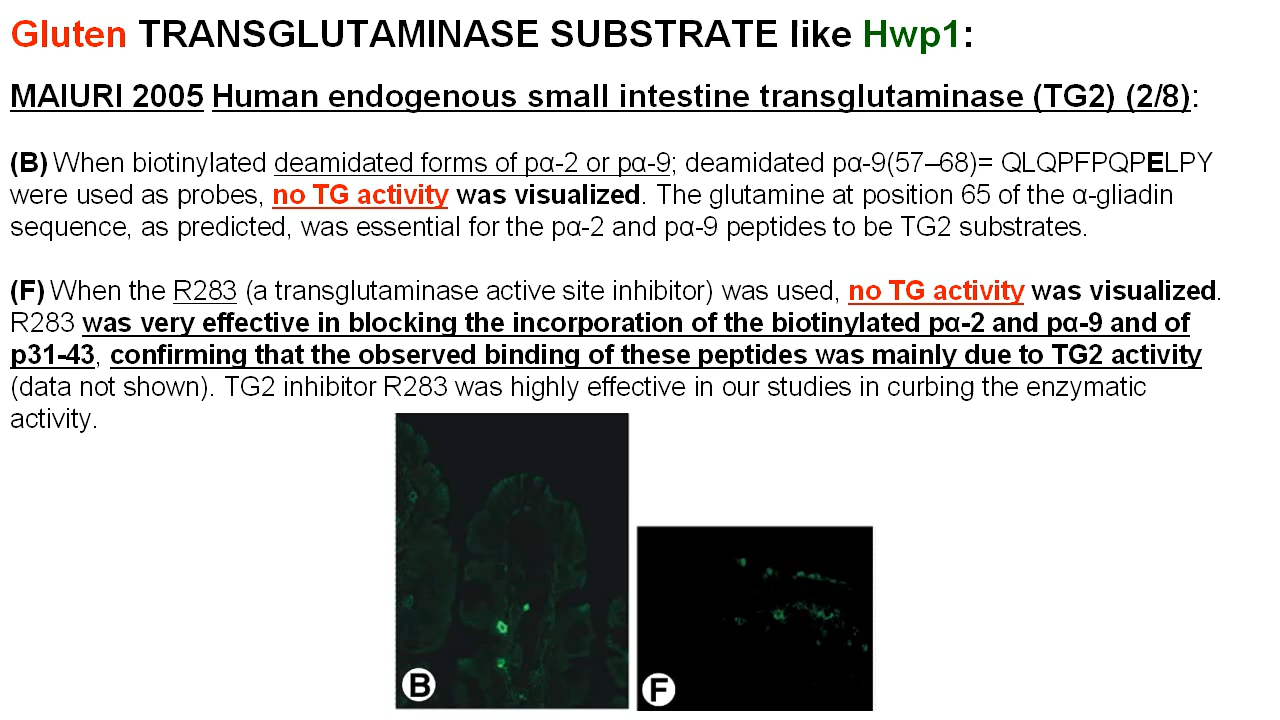 Gluten TRANSGLUTAMINASE SUBSTRATE like Hwp1:
MAIURI 2005 Human endogenous small intestine transglutaminase (TG2) (2/8):
(B) When biotinylated deamidated forms of pα-2 or pα-9; deamidated pα-9(57–68)= QLQPFPQPELPY
were used as probes, no TG activity was visualized. The glutamine at position 65 of the α-gliadin
sequence, as predicted, was essential for the pα-2 and pα-9 peptides to be TG2 substrates.
(F) When the R283 (a transglutaminase active site inhibitor) was used, no TG activity was visualized.
R283 was very effective in blocking the incorporation of the biotinylated pα-2 and pα-9 and of
p31-43, confirming that the observed binding of these peptides was mainly due to TG2 activity
(data not shown). TG2 inhibitor R283 was highly effective in our studies in curbing the enzymatic
activity.
B
F